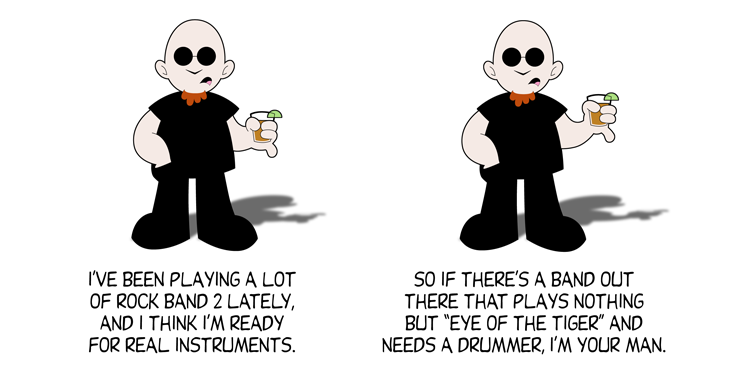 I'VE BEEN PLAYING A LOT
OF ROCK BAND 2 LATELY,
AND I THINK I'M READY
FOR REAL INSTRUMENTS.
SO IF THERE'S A BAND OUT
THERE THAT PLAYS NOTHING
BUT "EYE OF THE TIGER" AND
NEEDS A DRUMMER, I'M YOUR MAN.